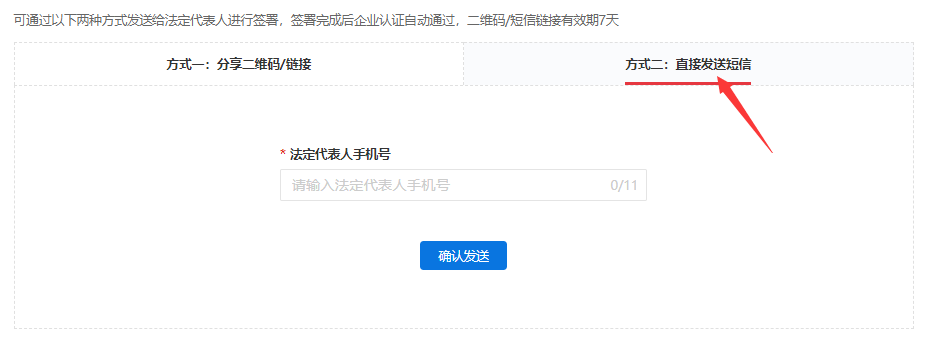 可通过以下两种方式发送给法定代表人进行签署，签署完成后企业认证自动通过，二维码/短信链接有效期7天
方式一：分享二维码/链接
方式二：直接发送短信
* 法定代表人手机号
请输入法定代表人手机号 0/11
确认发送